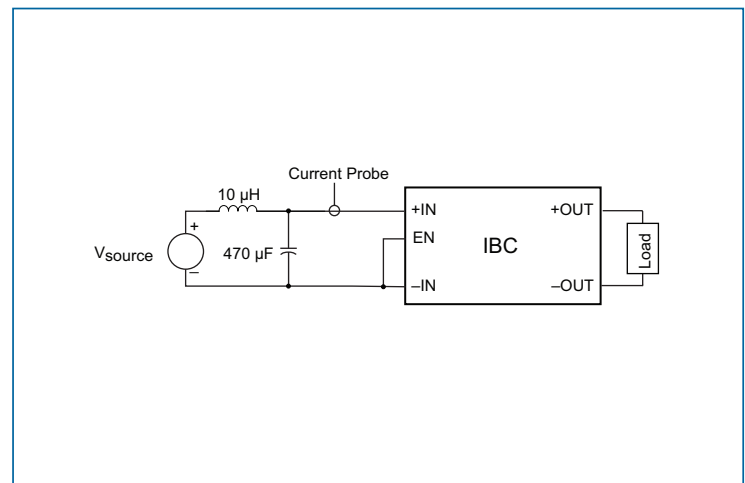 Current Probe
10 µH
+IN
+OUT
+
EN
IBC
Load
Vsource
470 µF
–
–IN
–OUT